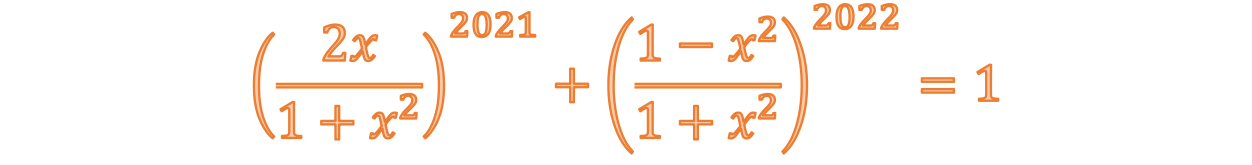 (2x/(1 + x²))²⁰²¹ + ((1 − x²)/(1 + x²))²⁰²² = 1